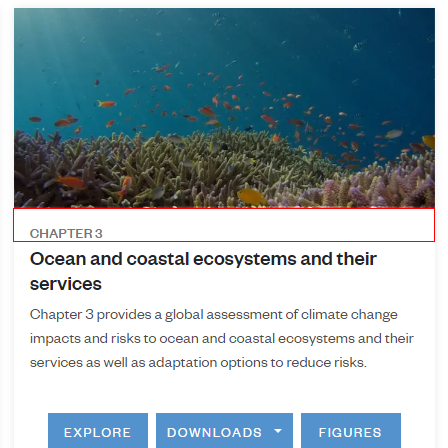 CHAPTER 3
Ocean and coastal ecosystems and their
services
Chapter 3 provides a global assessment of climate change
impacts and risks to ocean and coastal ecosystems and their
services as well as adaptation options to reduce risks.
EXPLORE DOWNLOADS FIGURES